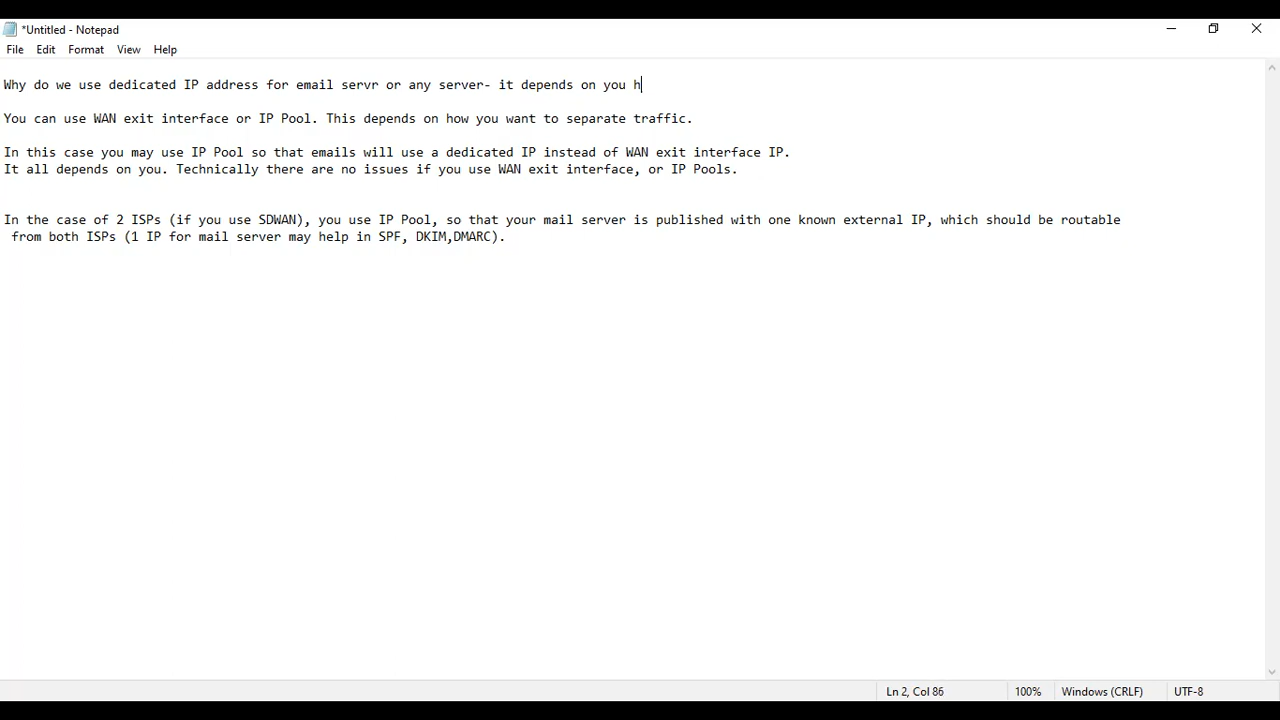 *Untitled - Notepad
File Edit Format View Help
Why do we use dedicated IP address for email servr or any server- it depends on you h
You can use WAN exit interface or IP Pool. This depends on how you want to separate traffic.
In this case you may use IP Pool so that emails will use a dedicated IP instead of WAN exit interface IP.
It all depends on you. Technically there are no issues if you use WAN exit interface, or IP Pools.
In the case of 2 ISPs (if you use SDWAN), you use IP Pool, so that your mail server is published with one known external IP, which should be routable
from both ISPs (1 IP for mail server may help in SPF, DKIM,DMARC).
Ln 2, Col 86 100% Windows (CRLF) UTF-8